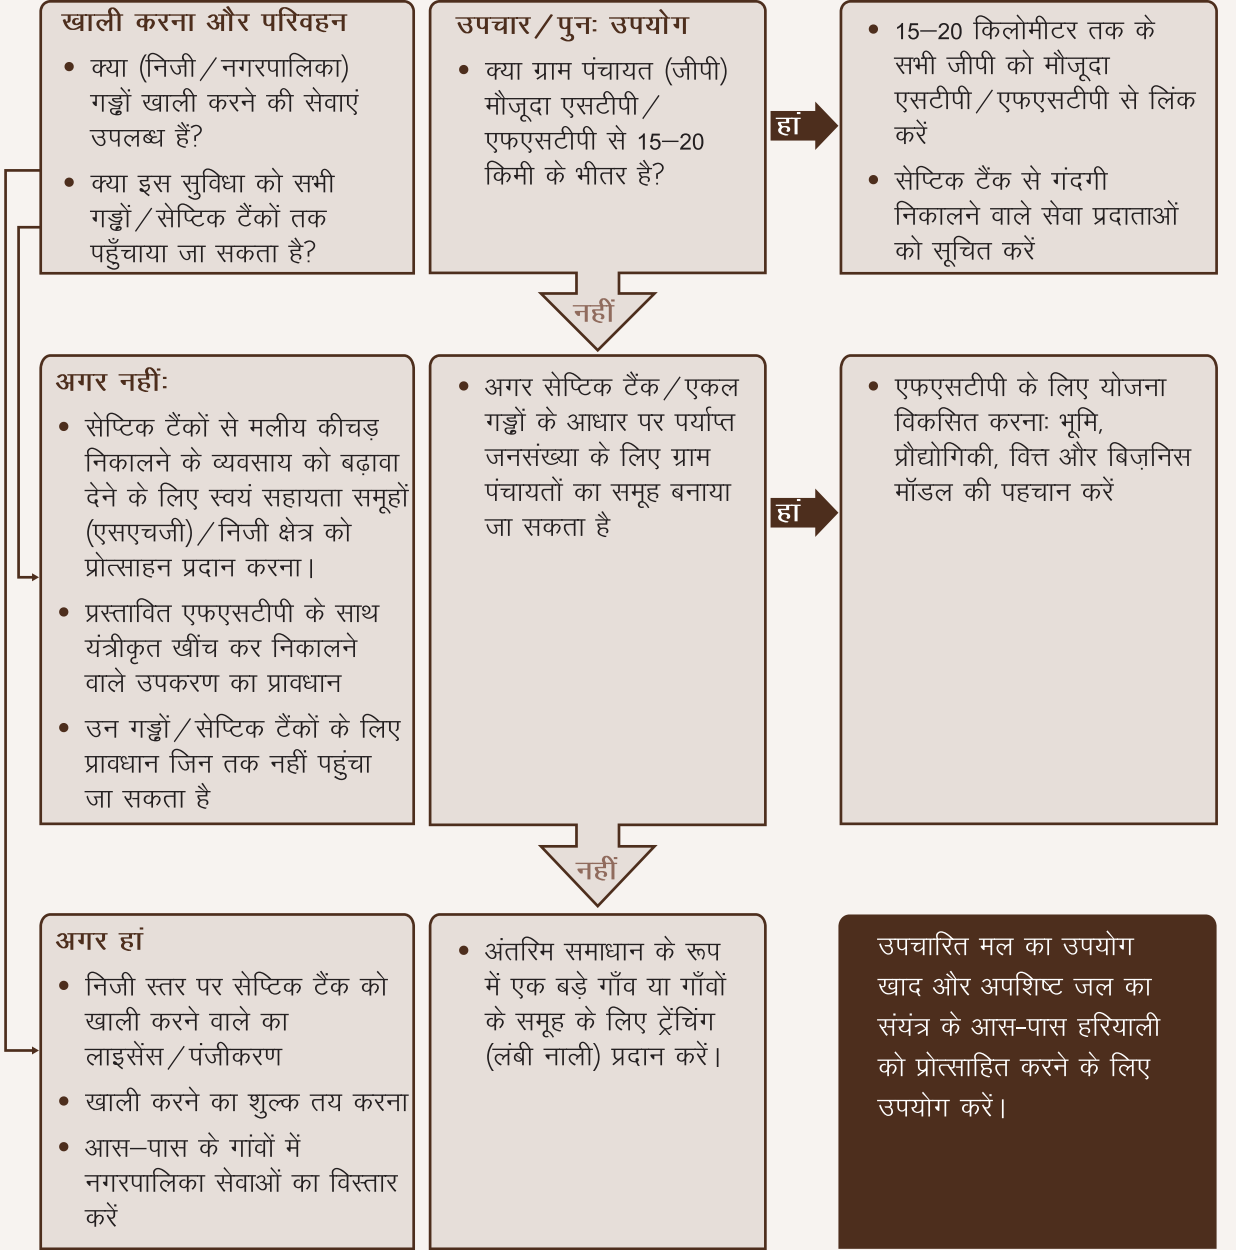 खाली करना और परिवहन
• क्या (निजी/नगरपालिका)
गड्ढों खाली करने की सेवाएं
उपलब्ध हैं?
• क्या इस सुविधा को सभी
गड्ढों/सेप्टिक टैंकों तक
पहुँचाया जा सकता है?
उपचार/पुनः उपयोग
• क्या ग्राम पंचायत (जीपी)
मौजूदा एसटीपी/
एफएसटीपी से 15–20
किमी के भीतर है?
हां
• 15–20 किलोमीटर तक के
सभी जीपी को मौजूदा
एसटीपी/एफएसटीपी से लिंक
करें
• सेप्टिक टैंक से गंदगी
निकालने वाले सेवा प्रदाताओं
को सूचित करें
नहीं
अगर नहीं:
• सेप्टिक टैंकों से मलीय कीचड़
निकालने के व्यवसाय को बढ़ावा
देने के लिए स्वयं सहायता समूहों
(एसएचजी)/निजी क्षेत्र को
प्रोत्साहन प्रदान करना।
• प्रस्तावित एफएसटीपी के साथ
यंत्रीकृत खींच कर निकालने
वाले उपकरण का प्रावधान
• उन गड्ढों/सेप्टिक टैंकों के लिए
प्रावधान जिन तक नहीं पहुंचा
जा सकता है
• अगर सेप्टिक टैंक/एकल
गड्ढों के आधार पर पर्याप्त
जनसंख्या के लिए ग्राम
पंचायतों का समूह बनाया
जा सकता है
हां
• एफएसटीपी के लिए योजना
विकसित करना: भूमि,
प्रौद्योगिकी, वित्त और बिज़निस
मॉडल की पहचान करें
नहीं
अगर हां
• निजी स्तर पर सेप्टिक टैंक को
खाली करने वाले का
लाइसेंस/पंजीकरण
• खाली करने का शुल्क तय करना
• आस–पास के गांवों में
नगरपालिका सेवाओं का विस्तार
करें
• अंतरिम समाधान के रूप
में एक बड़े गाँव या गाँवों
के समूह के लिए ट्रेंचिंग
(लंबी नाली) प्रदान करें।
उपचारित मल का उपयोग
खाद और अपशिष्ट जल का
संयंत्र के आस-पास हरियाली
को प्रोत्साहित करने के लिए
उपयोग करें।